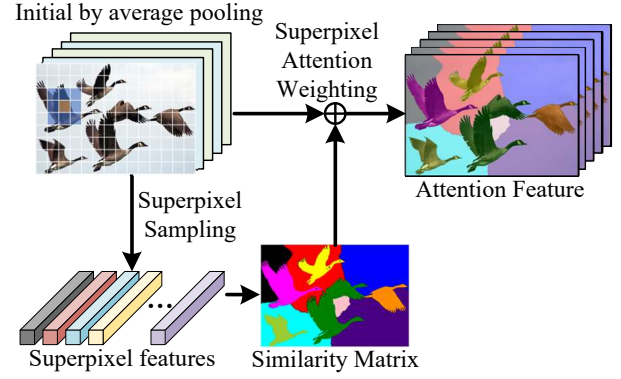 Initial by average pooling
Superpixel
Attention
Weighting
Attention Feature
Superpixel
Sampling
Superpixel features
Similarity Matrix